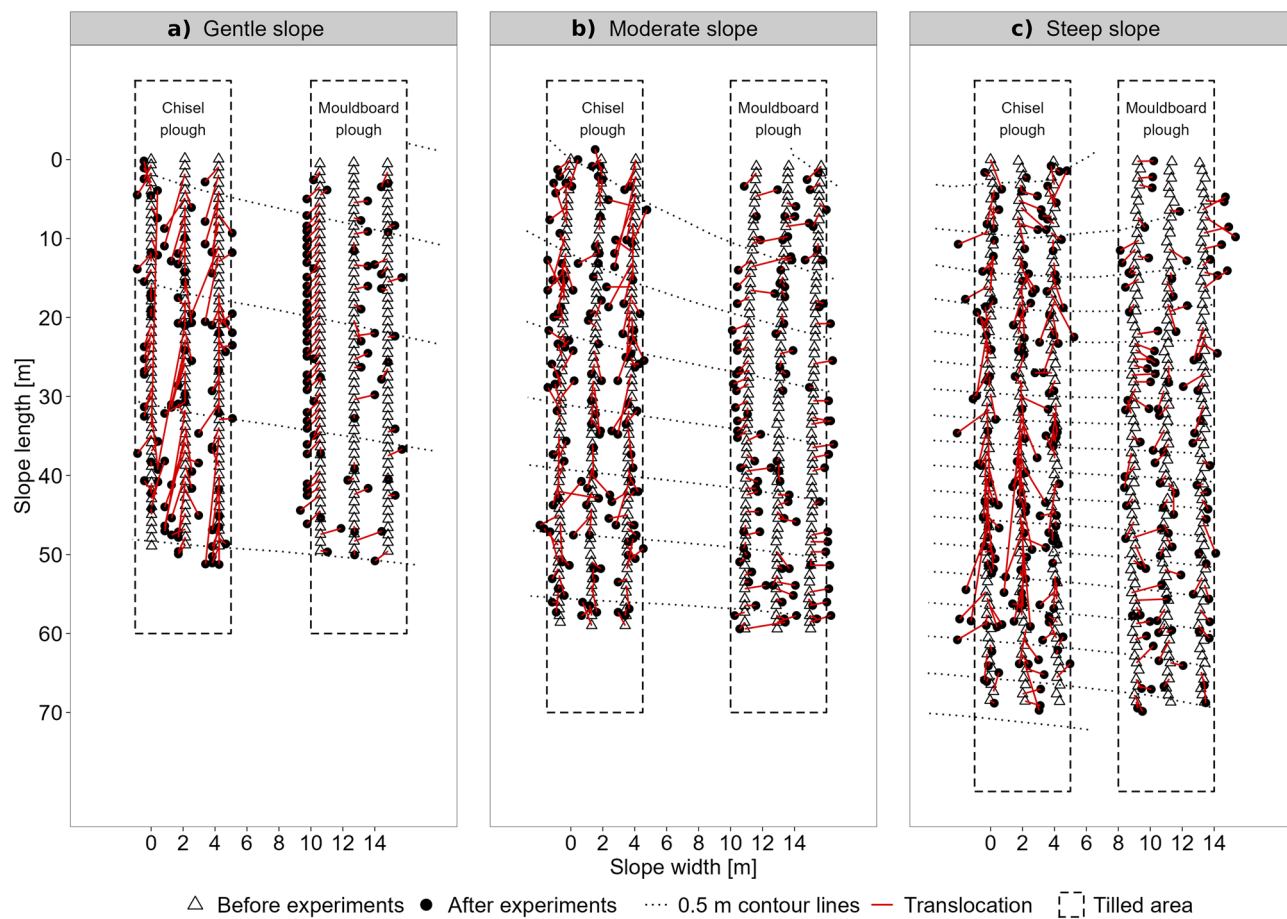 a) Gentle slope
b) Moderate slope
c) Steep slope
Chisel
plough
Mouldboard
plough
Chisel
plough
Mouldboard
plough
Chisel
plough
Mouldboard
plough
Slope length [m]
0
10
20
30
40
50
60
70
0 2 4 6 8 10 12 14
0 2 4 6 8 10 12 14
0 2 4 6 8 10 12 14
Slope width [m]
Before experiments After experiments 0.5 m contour lines Translocation Tilled area